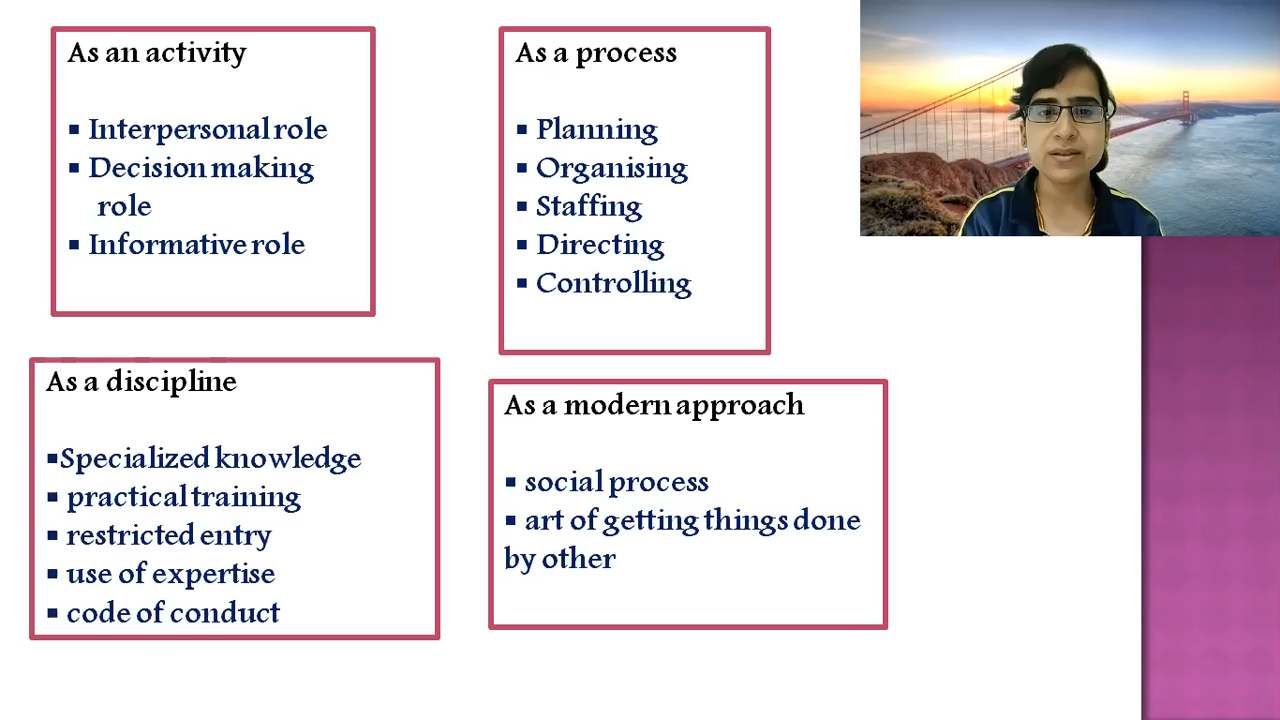 As an activity
▪ Interpersonal role
▪ Decision making
role
▪ Informative role
As a process
▪ Planning
▪ Organising
▪ Staffing
▪ Directing
▪ Controlling
As a discipline
▪Specialized knowledge
▪ practical training
▪ restricted entry
▪ use of expertise
▪ code of conduct
As a modern approach
▪ social process
▪ art of getting things done
by other